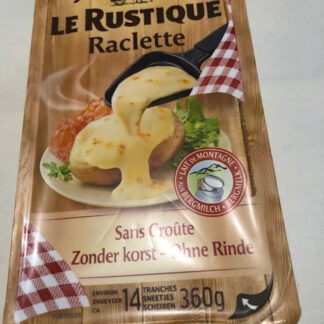 LE RUSTIQUE
Raclette
LAIT DE MONTAGNE
BERGMILCH
Sans Croûte
Zonder korst - Ohne Rinde
ENVIRON
ONGEVEER
CA
14
TRANCHES
SNEETJES
SCHEIBEN
360g